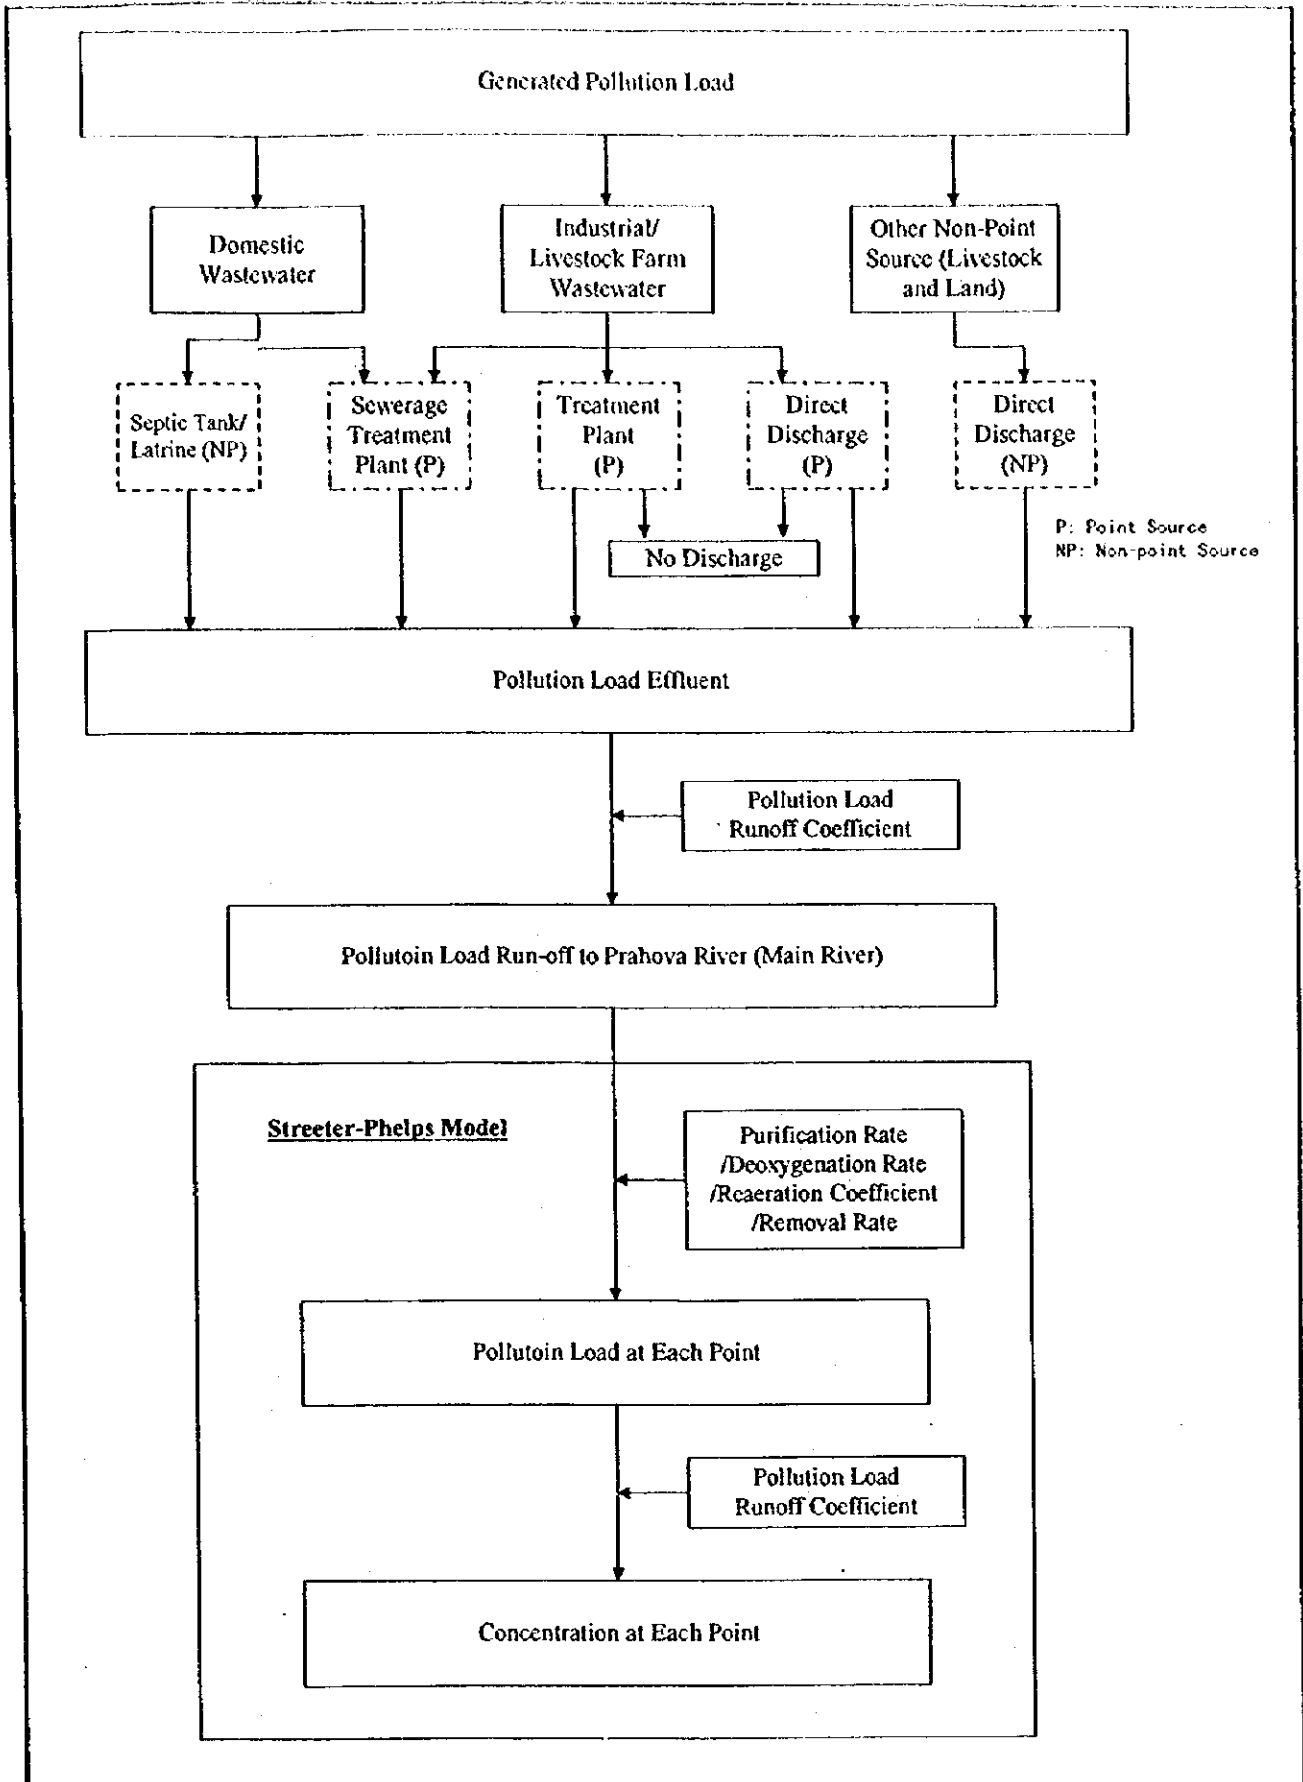 Generated Pollution Load
Domestic
Wastewater
Industrial/
Livestock Farm
Wastewater
Other Non-Point
Source (Livestock
and Land)
Septic Tank/
Latrine (NP)
Sewerage
Treatment
Plant (P)
Treatment
Plant
(P)
Direct
Discharge
(P)
Direct
Discharge
(NP)
P: Point Source
NP: Non-point Source
No Discharge
Pollution Load Effluent
Pollution Load
Runoff Coefficient
Pollutoin Load Run-off to Prahova River (Main River)
Streeter-Phelps Model
Purification Rate
/Deoxygenation Rate
/Reaeration Coefficient
/Removal Rate
Pollutoin Load at Each Point
Pollution Load
Runoff Coefficient
Concentration at Each Point